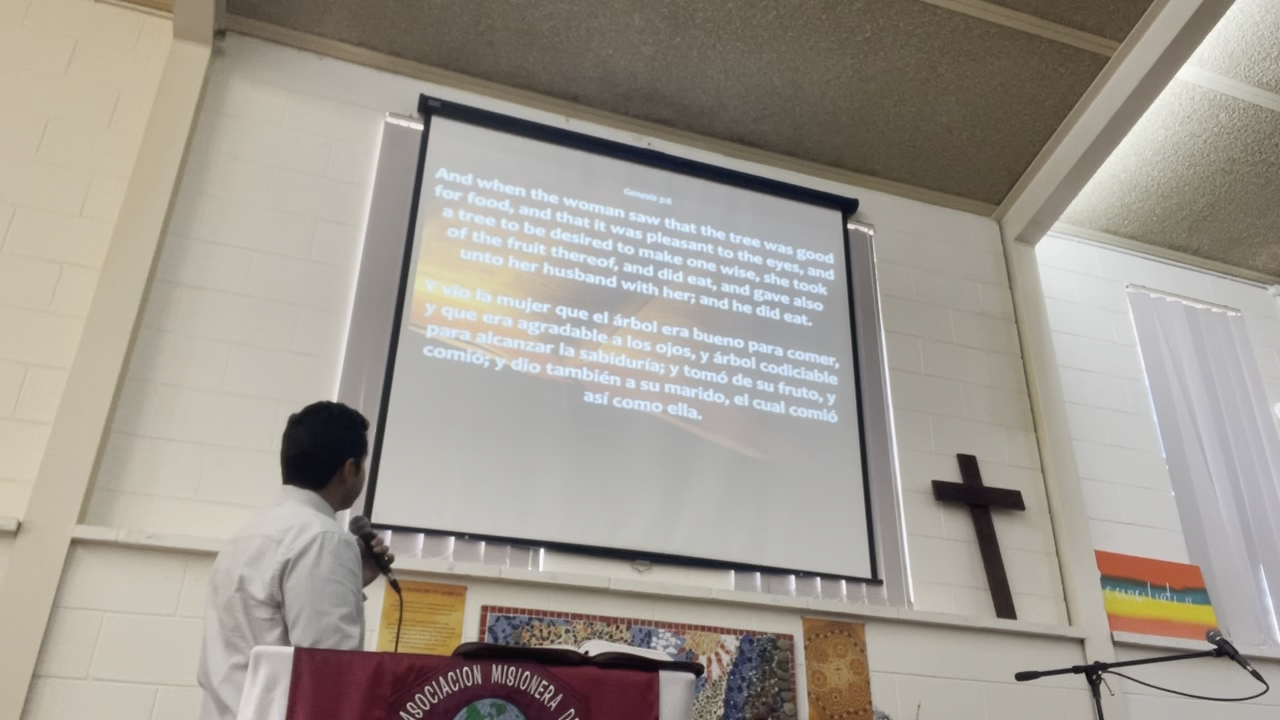 Genesis 3:6
And when the woman saw that the tree was good
for food, and that it was pleasant to the eyes, and
a tree to be desired to make one wise, she took
of the fruit thereof, and did eat, and gave also
unto her husband with her; and he did eat.
Y vio la mujer que el árbol era bueno para comer,
y que era agradable a los ojos, y árbol codiciable
para alcanzar la sabiduría; y tomó de su fruto, y
comió; y dio también a su marido, el cual comió
así como ella.
ASOCIACION MISIONERA DE